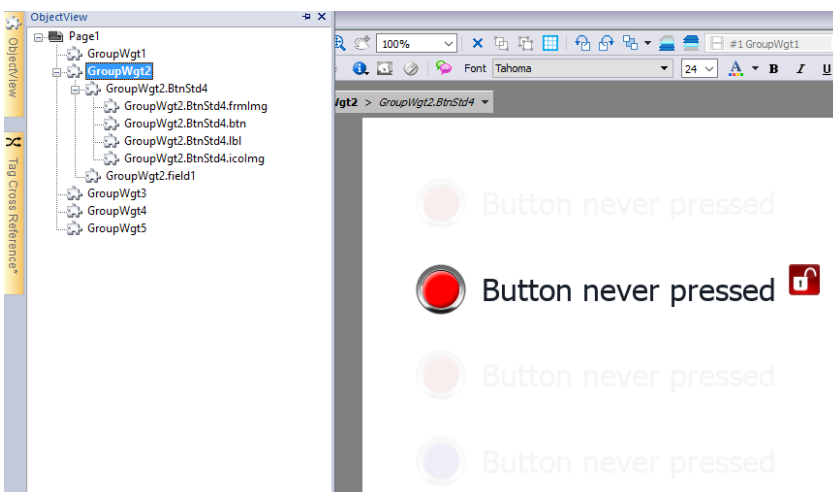 ObjectView
ObjectView
Tag Cross Reference*
Page1
GroupWgt1
GroupWgt2
GroupWgt2.BtnStd4
GroupWgt2.BtnStd4.frmImg
GroupWgt2.BtnStd4.btn
GroupWgt2.BtnStd4.lbl
GroupWgt2.BtnStd4.icoImg
GroupWgt2.field1
GroupWgt3
GroupWgt4
GroupWgt5
100%
#1 GroupWgt1
Font Tahoma 24 A B I U
Wgt2 > GroupWgt2.BtnStd4
Button never pressed
Button never pressed
Button never pressed
Button never pressed